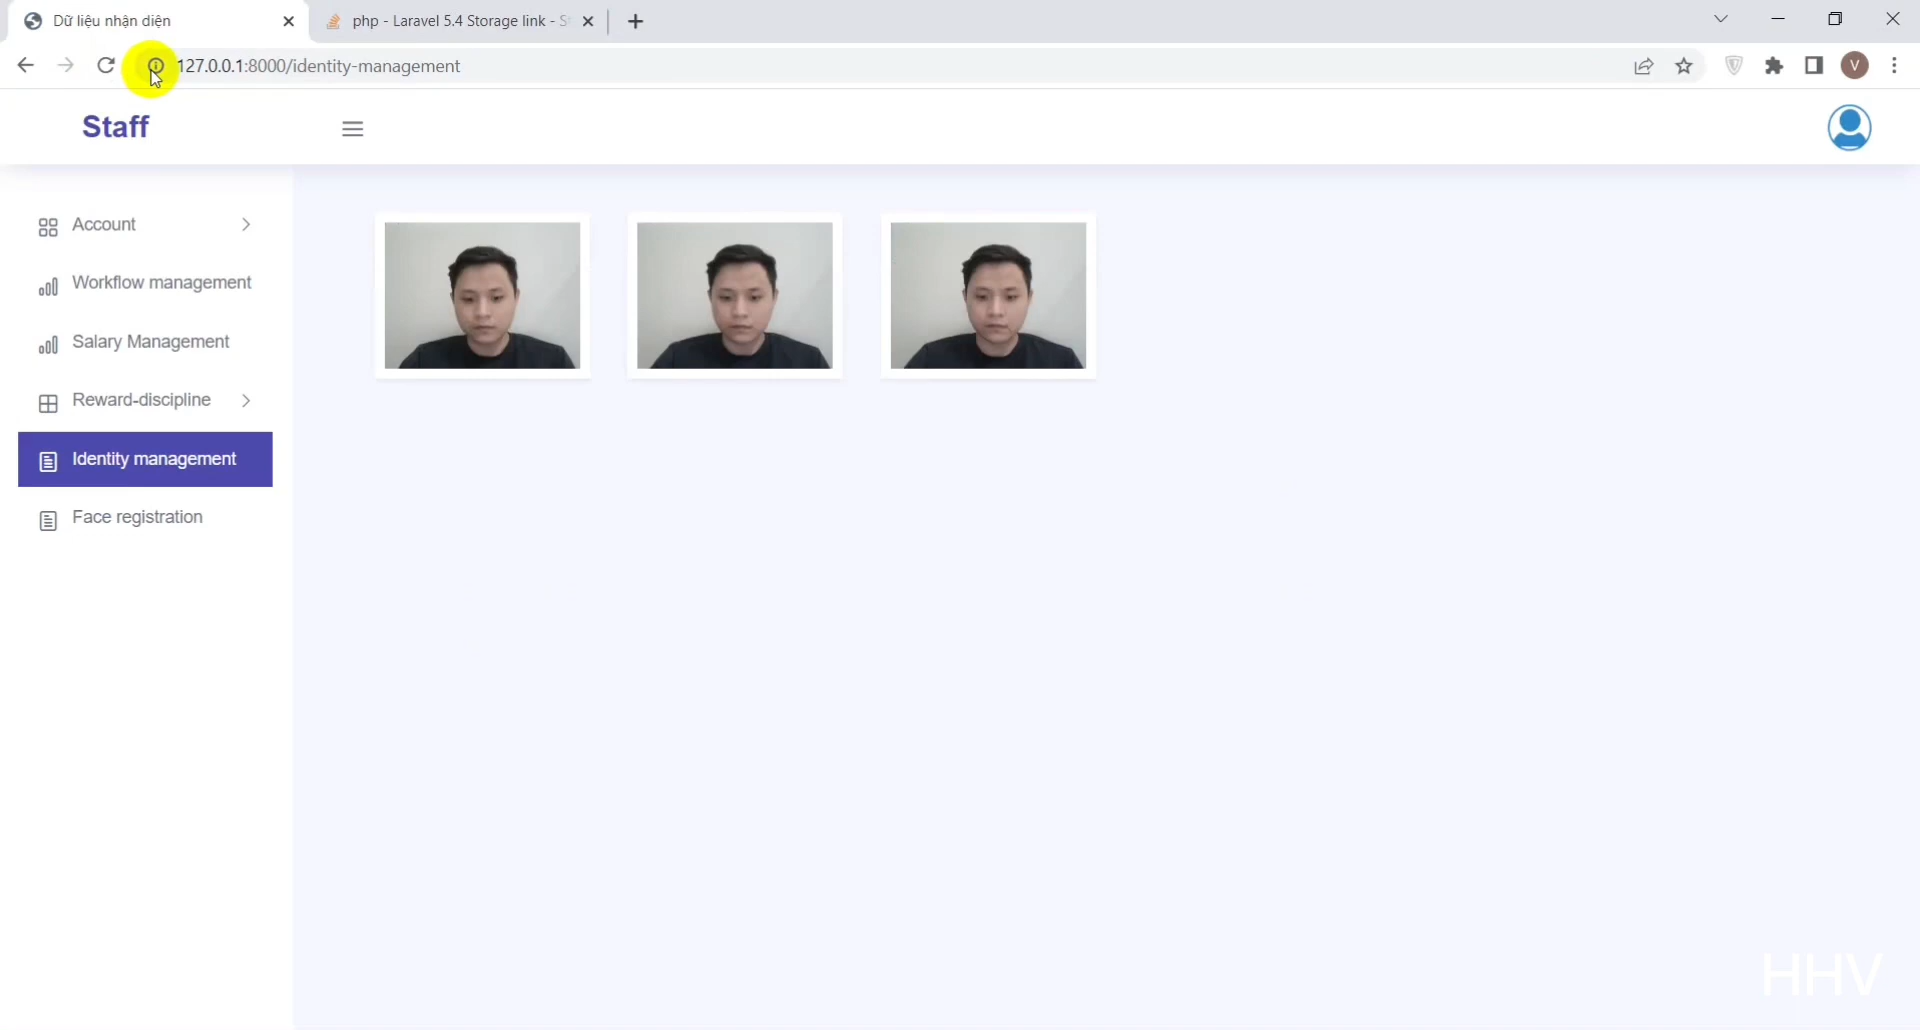 Dữ liệu nhận diện
php - Laravel 5.4 Storage link - S
127.0.0.1:8000/identity-management
V
Staff
Account
Workflow management
Salary Management
Reward-discipline
Identity management
Face registration
HHV